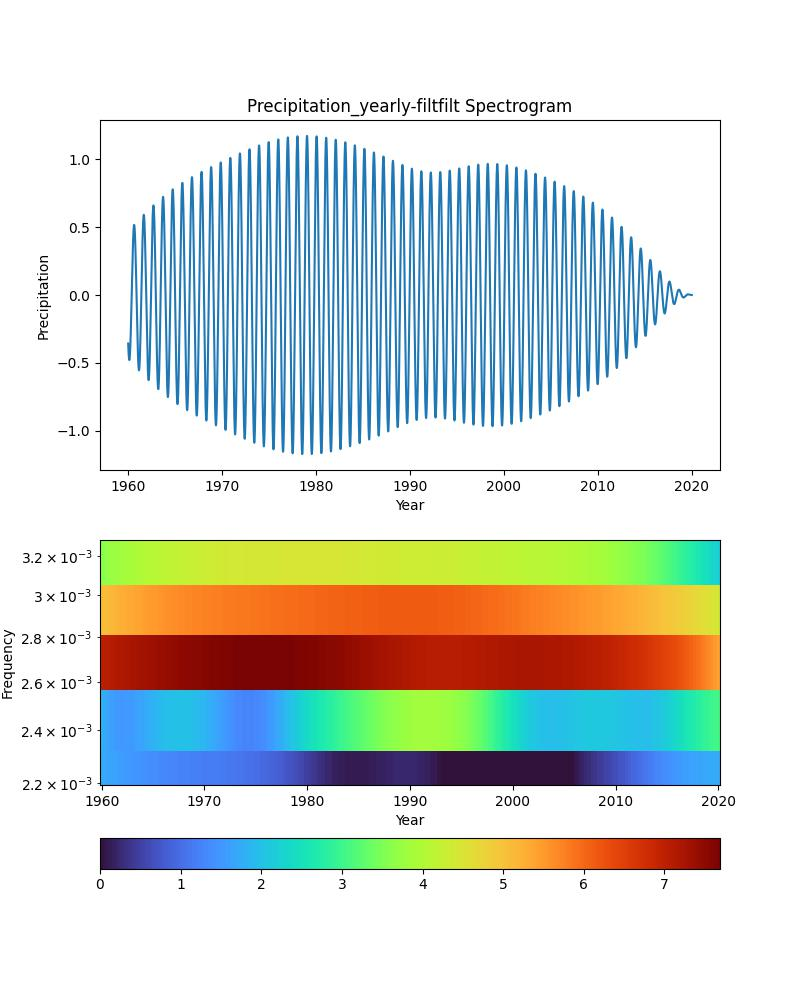 Precipitation_yearly-filtfilt Spectrogram
1.0
0.5
0.0
−0.5
−1.0
Precipitation
1960 1970 1980 1990 2000 2010 2020
Year
3.2 × 10⁻³
3 × 10⁻³
2.8 × 10⁻³
2.6 × 10⁻³
2.4 × 10⁻³
2.2 × 10⁻³
Frequency
1960 1970 1980 1990 2000 2010 2020
Year
0 1 2 3 4 5 6 7